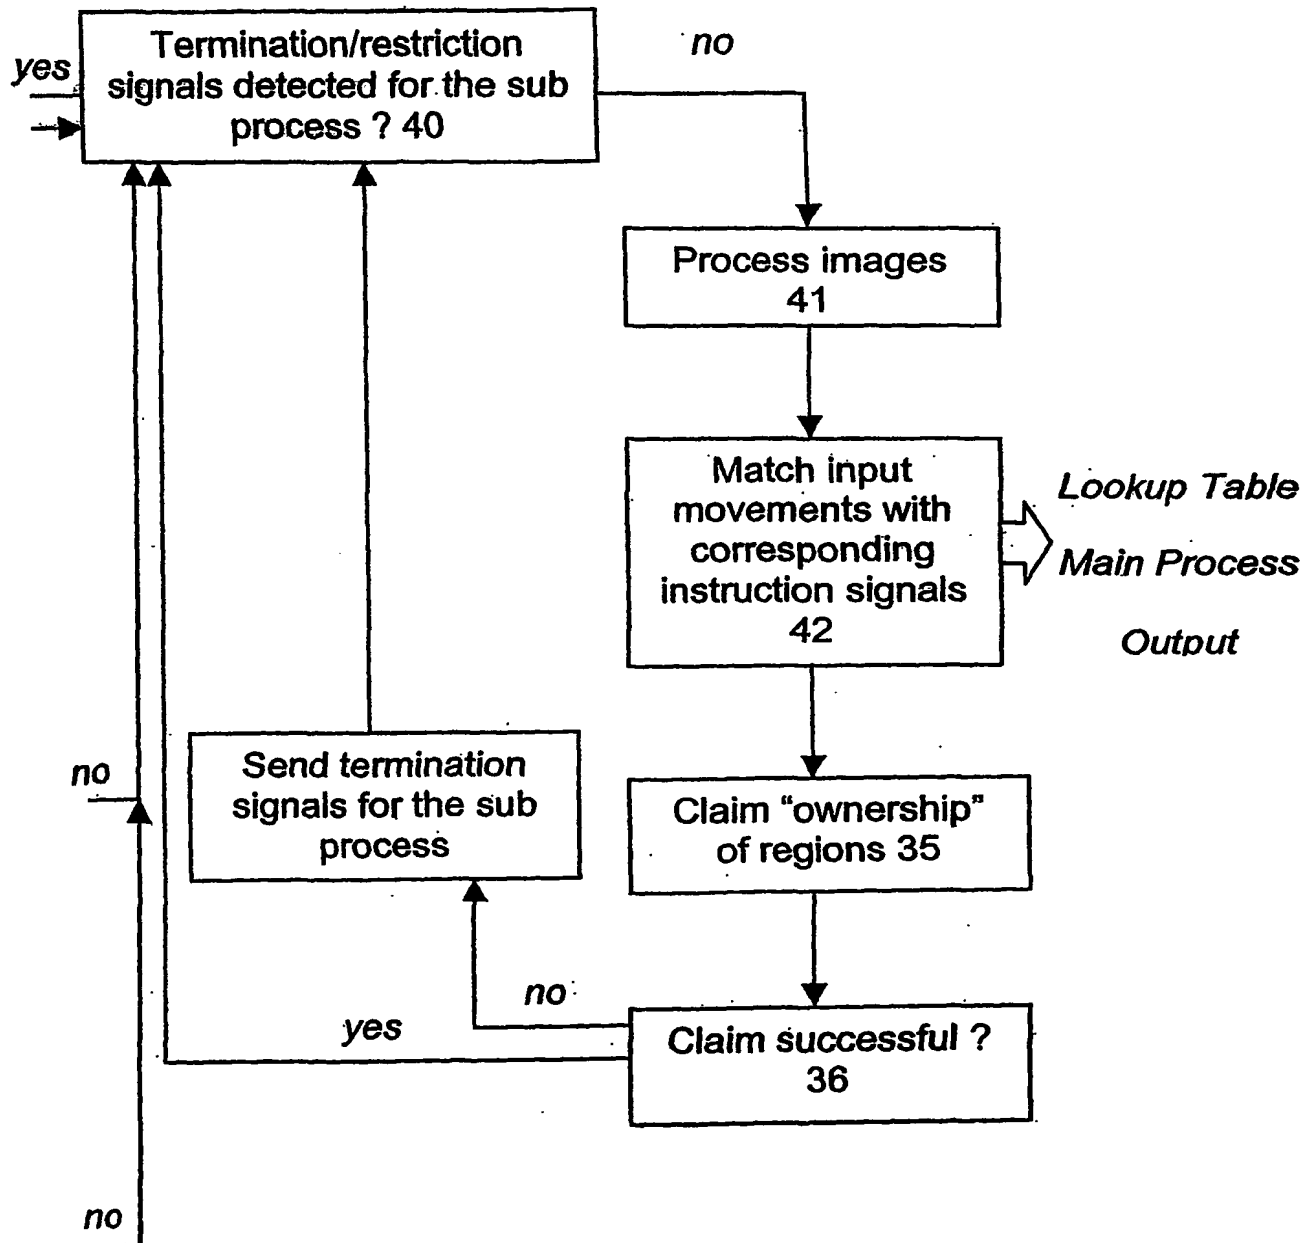 Termination/restriction
signals detected for the sub
process ? 40
yes
no
Process images
41
Match input
movements with
corresponding
instruction signals
42
Lookup Table
Main Process
Output
Send termination
signals for the sub
process
no
Claim "ownership"
of regions 35
no
yes
Claim successful ?
36
no